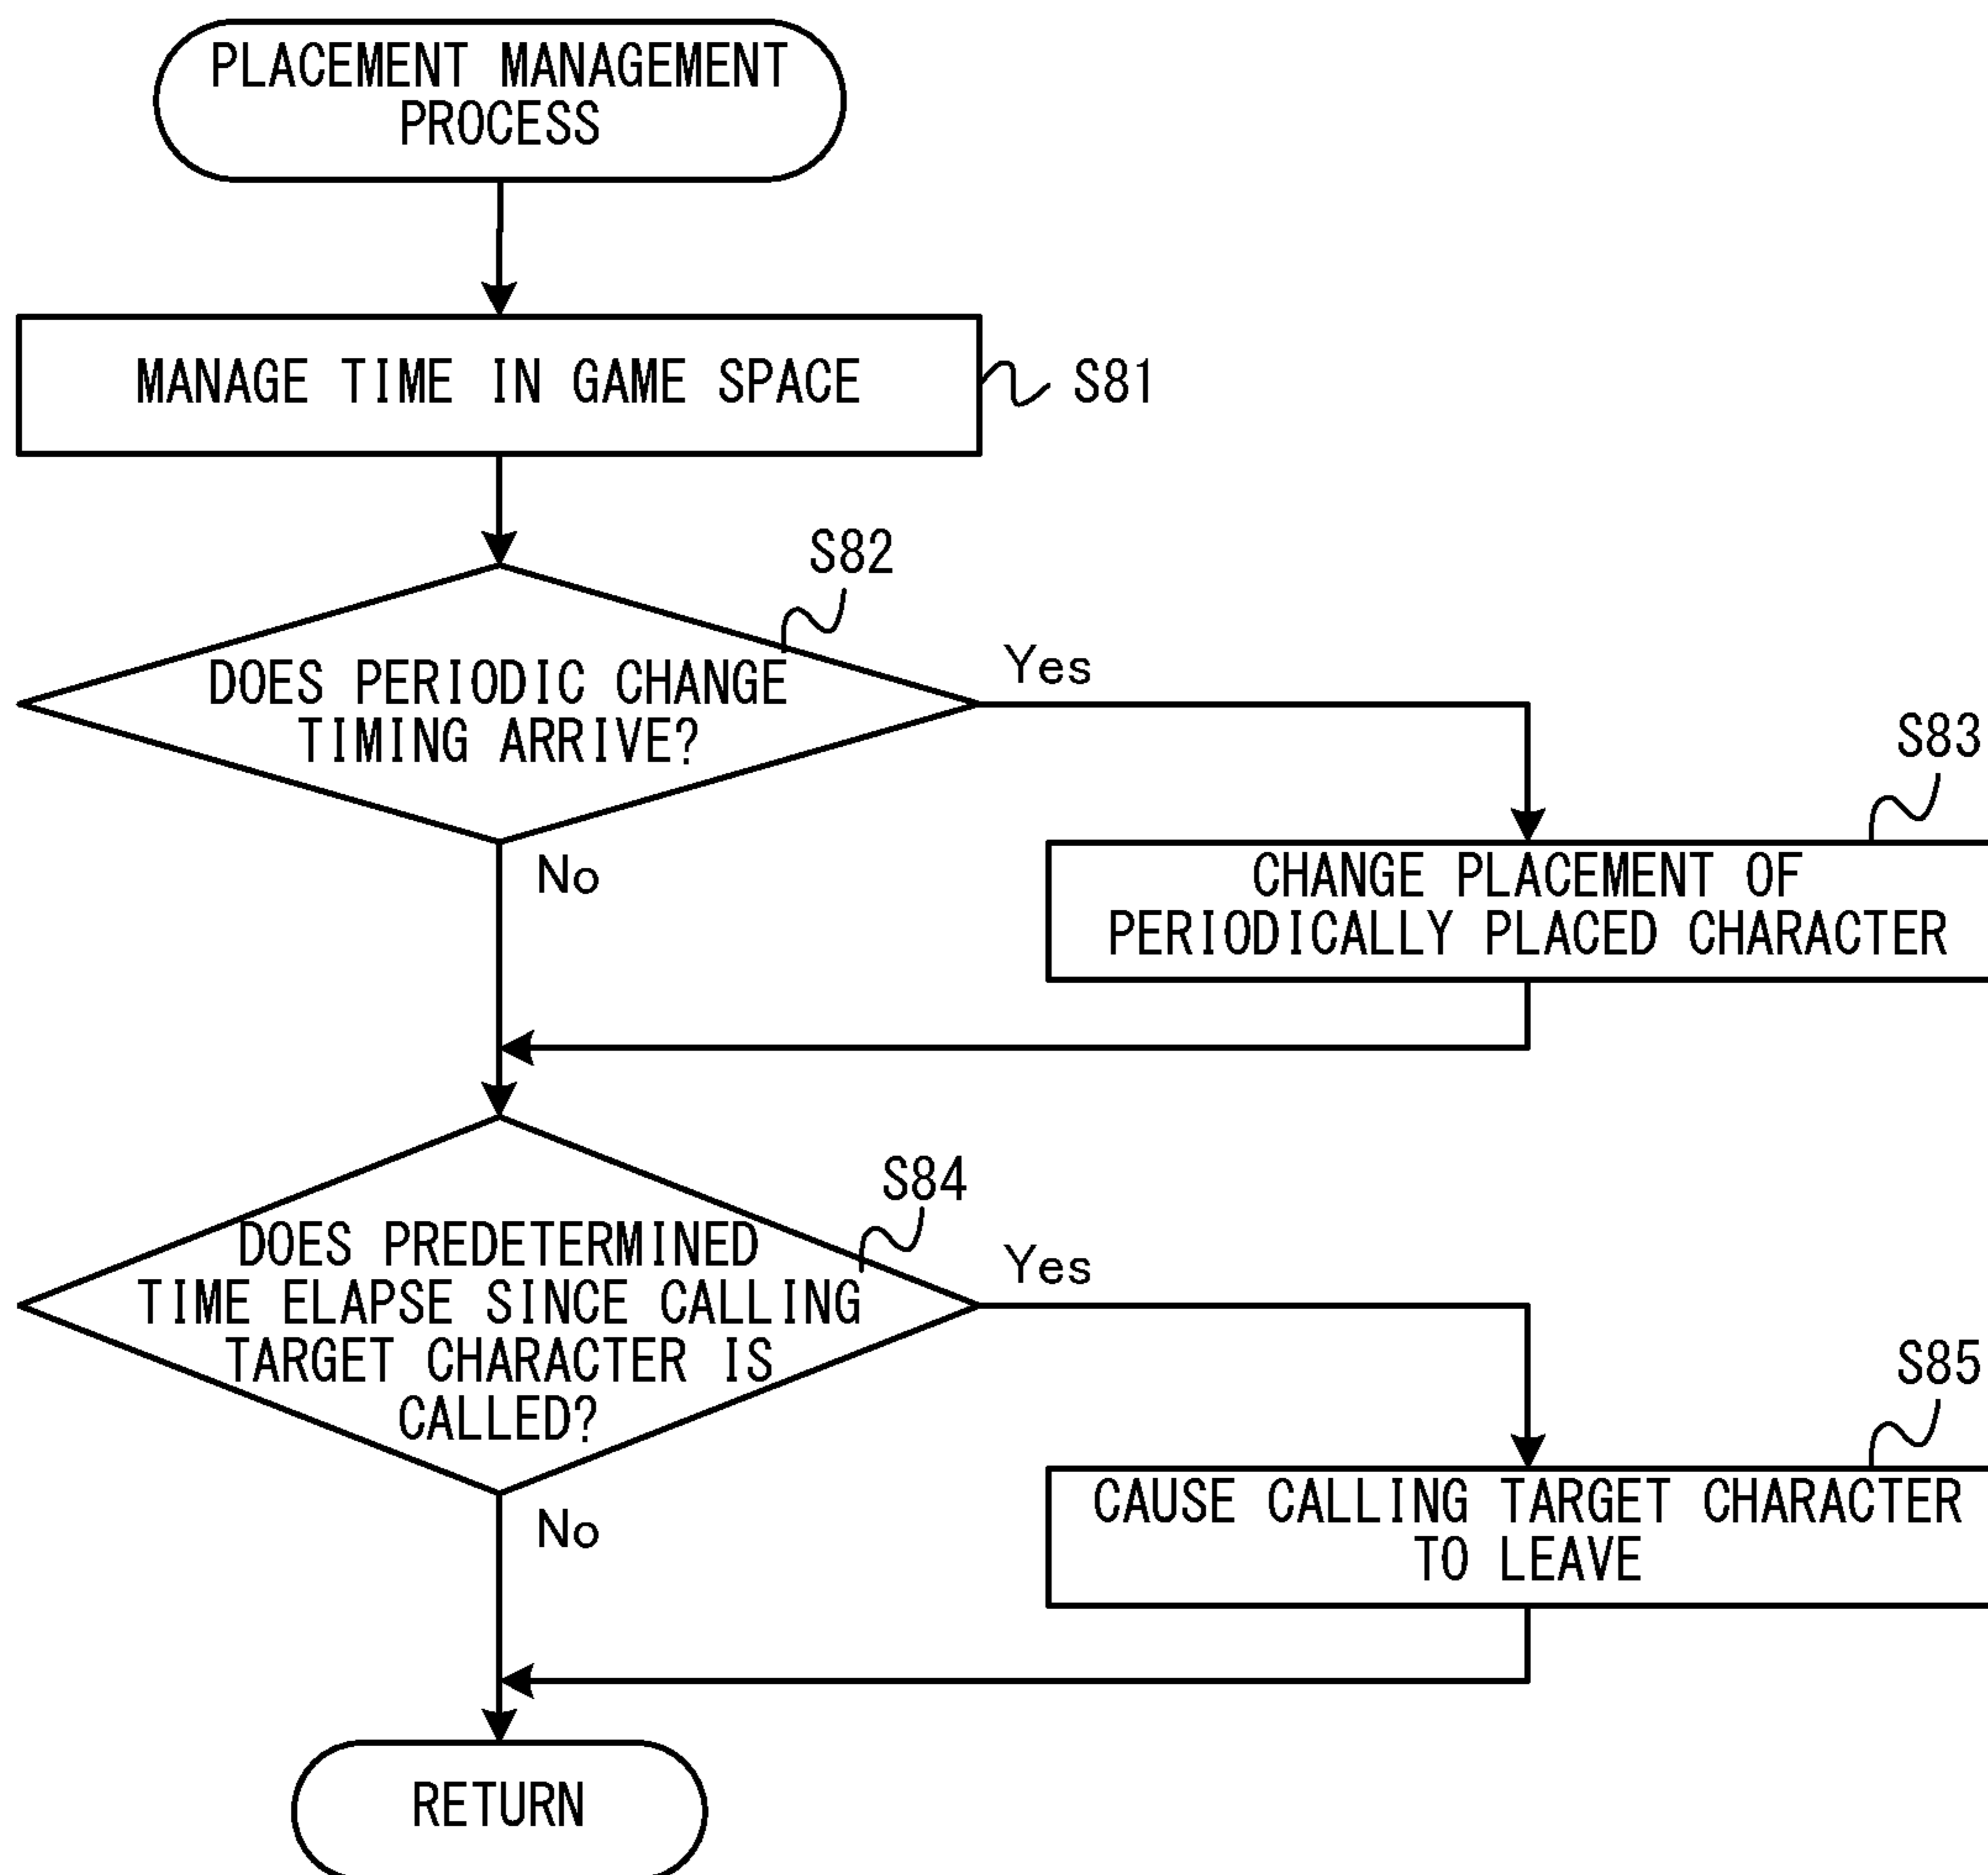 PLACEMENT MANAGEMENT
PROCESS
MANAGE TIME IN GAME SPACE
S81
S82
DOES PERIODIC CHANGE
TIMING ARRIVE?
Yes
No
S83
CHANGE PLACEMENT OF
PERIODICALLY PLACED CHARACTER
S84
DOES PREDETERMINED
TIME ELAPSE SINCE CALLING
TARGET CHARACTER IS
CALLED?
Yes
No
S85
CAUSE CALLING TARGET CHARACTER
TO LEAVE
RETURN